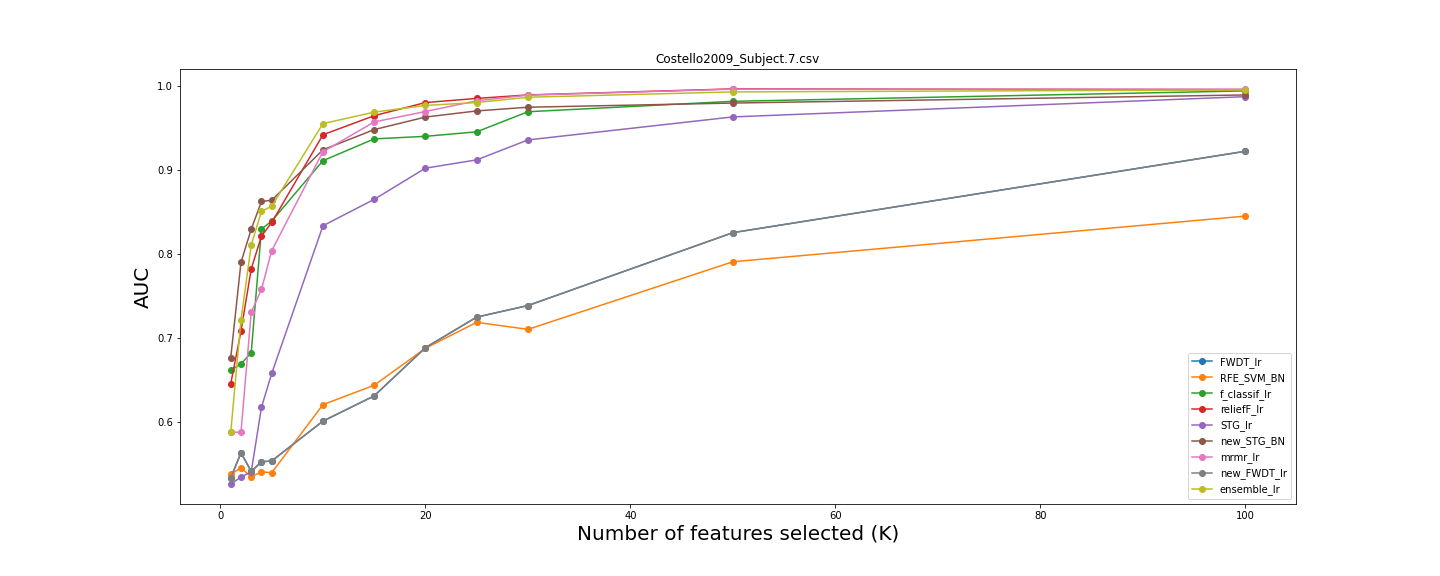 Costello2009_Subject.7.csv
AUC
1.0
0.9
0.8
0.7
0.6
0
20
40
60
80
100
Number of features selected (K)
FWDT_lr
RFE_SVM_BN
f_classif_lr
reliefF_lr
STG_lr
new_STG_BN
mrmr_lr
new_FWDT_lr
ensemble_lr